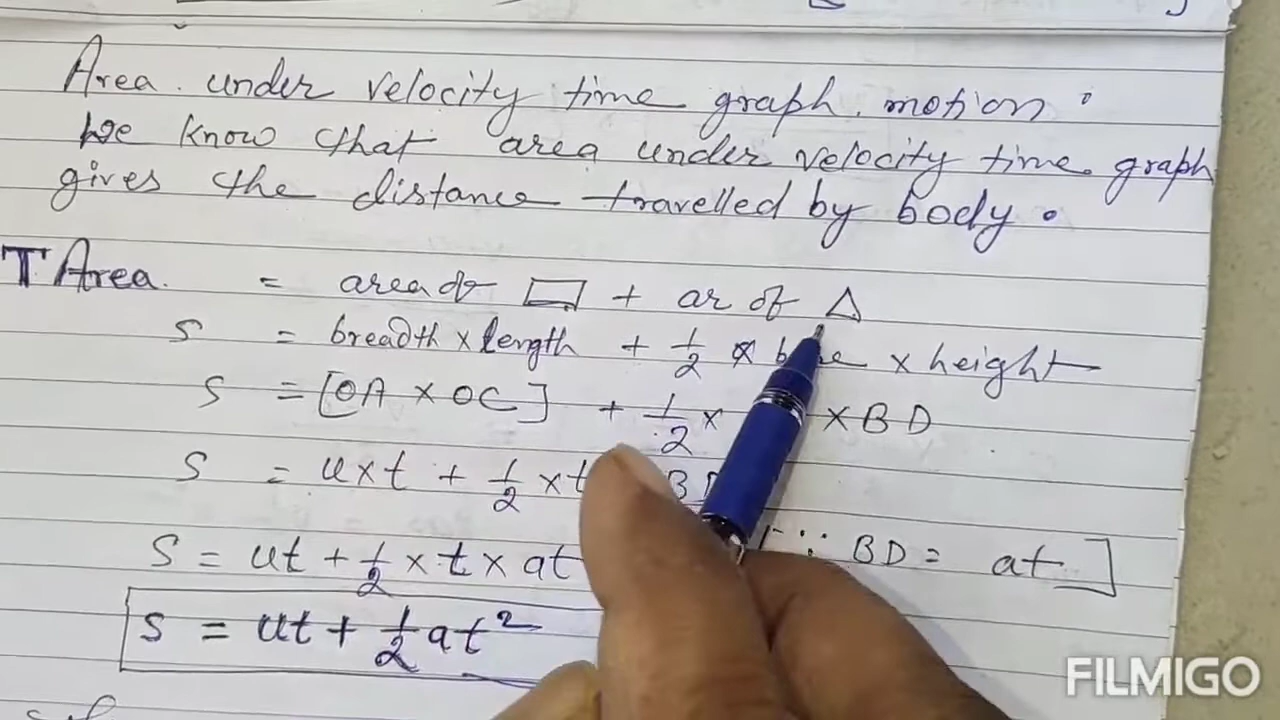 Area under velocity time graph motion:
We know that area under velocity time graph
gives the distance travelled by body.
T Area = area of ▭ + ar of △
S = breadth × length + 1/2 × × height
S = [OA × OC] + 1/2 × × BD
S = u×t + 1/2 × t
S = ut + 1/2 × t × at ∵ BD = at]
S = ut + 1/2 at²
FILMIGO